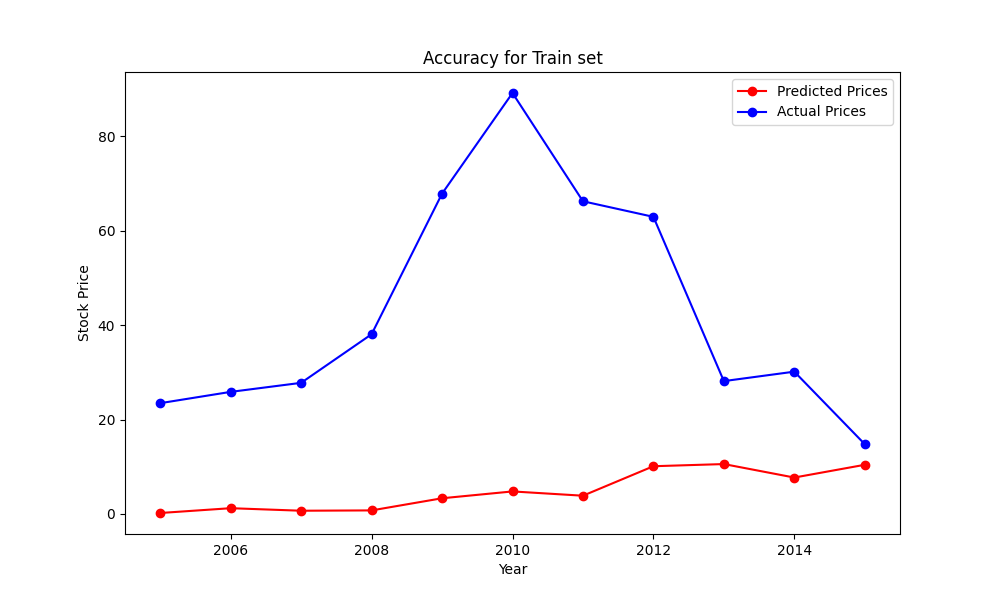 Accuracy for Train set
Predicted Prices
Actual Prices
80
60
40
20
0
Stock Price
2006 2008 2010 2012 2014
Year